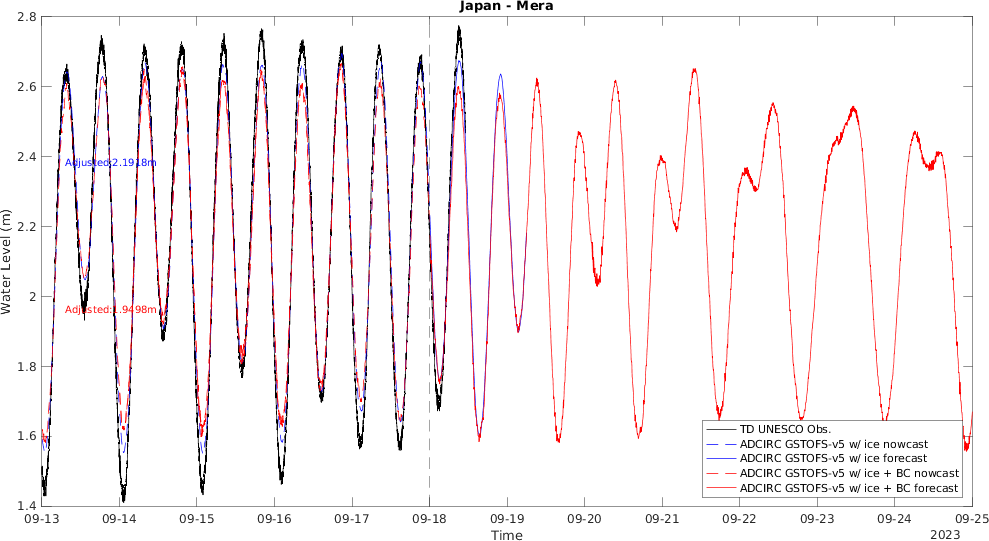 Japan - Mera
2.8
2.6
2.4
2.2
2
1.8
1.6
1.4
Water Level (m)
Adjusted:2.1918m
Adjusted:1.9498m
TD UNESCO Obs.
ADCIRC GSTOFS-v5 w/ ice nowcast
ADCIRC GSTOFS-v5 w/ ice forecast
ADCIRC GSTOFS-v5 w/ ice + BC nowcast
ADCIRC GSTOFS-v5 w/ ice + BC forecast
09-13 09-14 09-15 09-16 09-17 09-18 09-19 09-20 09-21 09-22 09-23 09-24 09-25
Time
2023